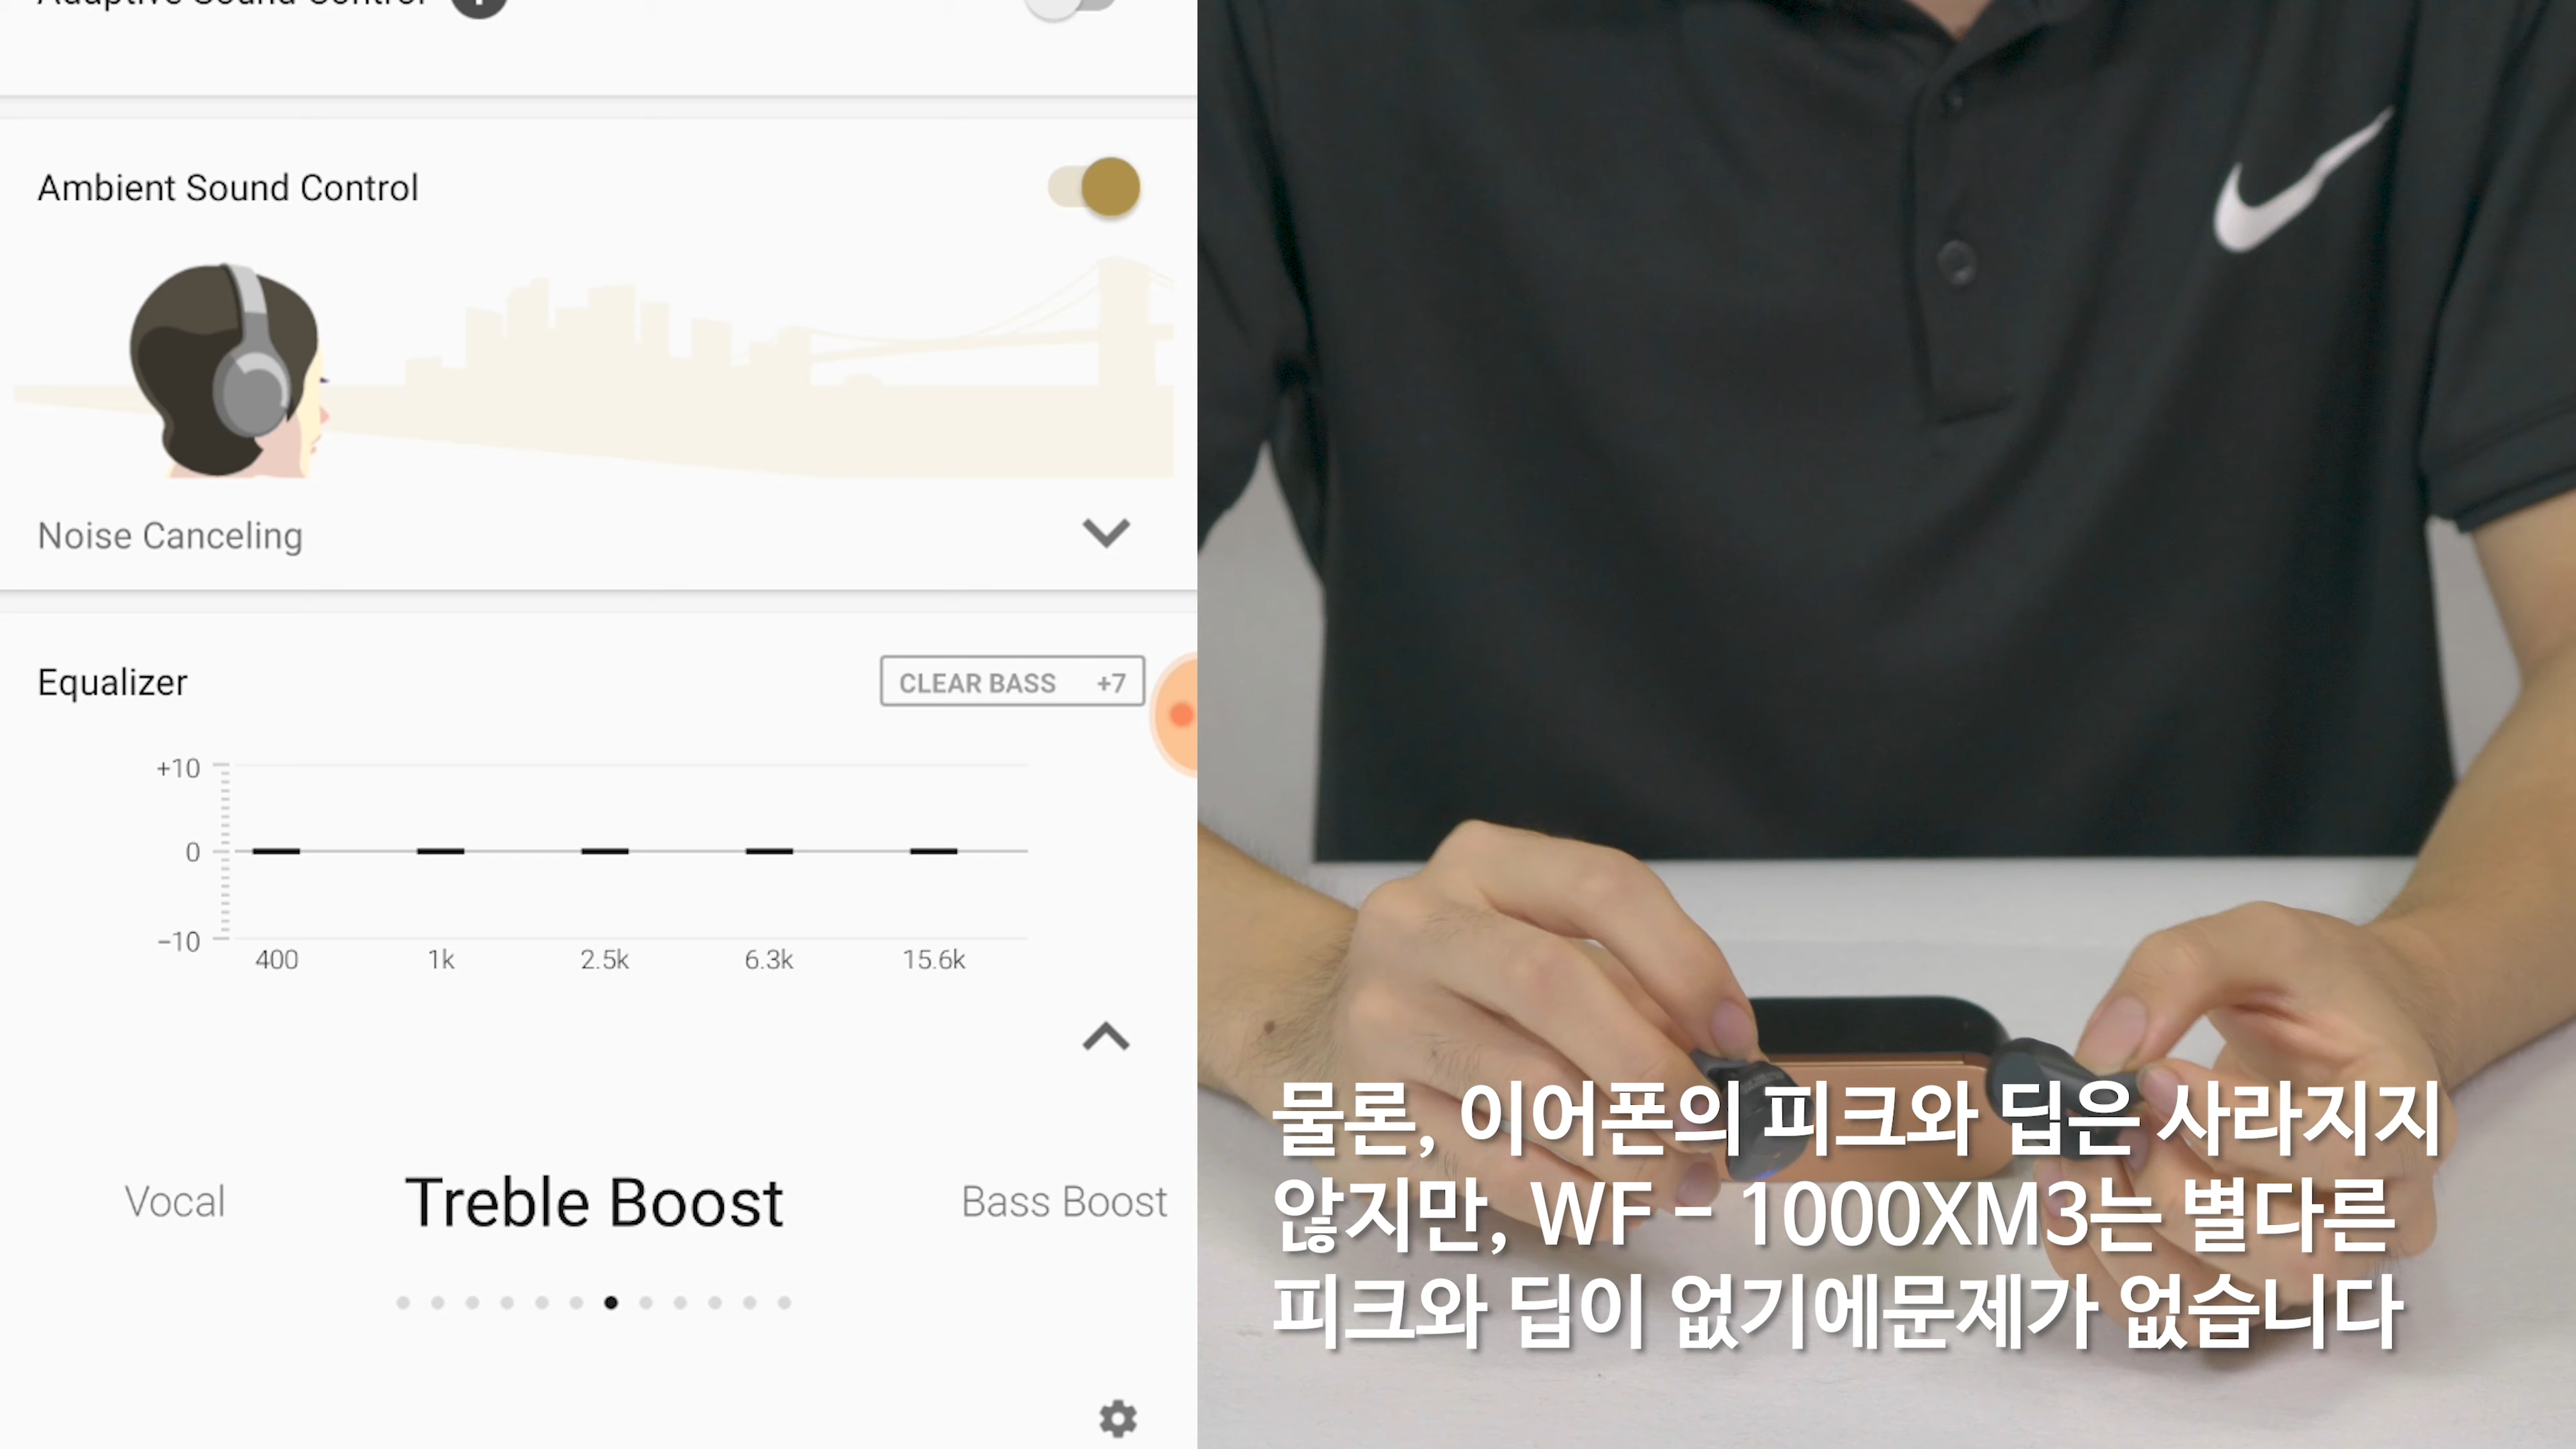 Adaptive Sound Control
Ambient Sound Control
Noise Canceling
Equalizer
CLEAR BASS +7
+10
0
−10
400 1k 2.5k 6.3k 15.6k
Vocal Treble Boost Bass Boost
물론, 이어폰의 피크와 딥은 사라지지
않지만, WF - 1000XM3는 별다른
피크와 딥이 없기에문제가 없습니다